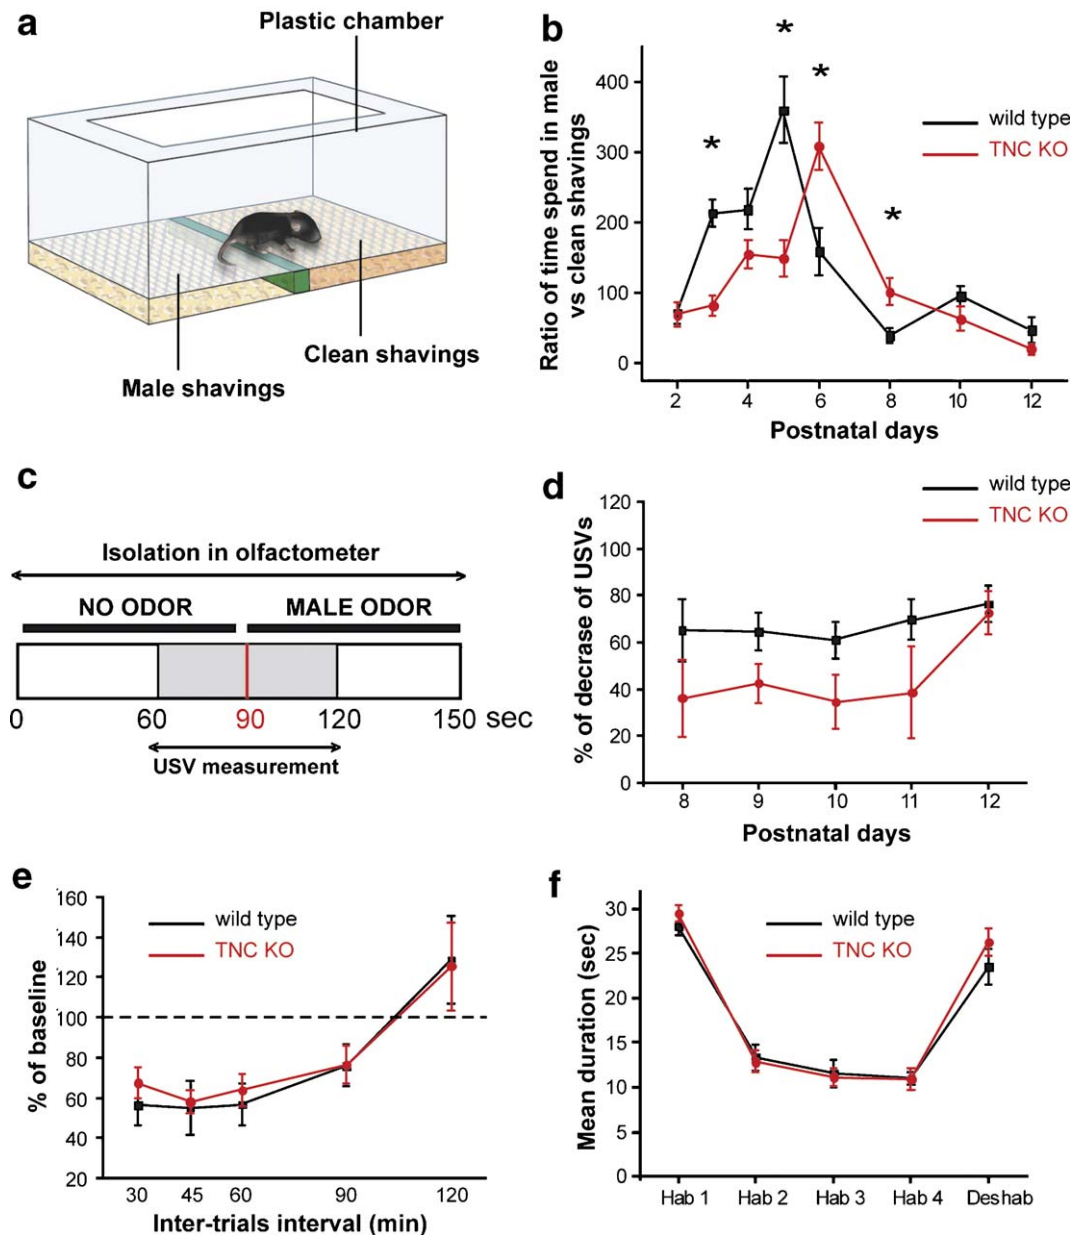 a
Plastic chamber
Clean shavings
Male shavings
b
Ratio of time spend in male
vs clean shavings
400
300
200
100
0
2 4 6 8 10 12
Postnatal days
wild type
TNC KO
*
*
*
*
c
Isolation in olfactometer
NO ODOR MALE ODOR
0 60 90 120 150 sec
USV measurement
d
wild type
TNC KO
% of decrase of USVs
120
100
80
60
40
20
0
8 9 10 11 12
Postnatal days
e
% of baseline
160
140
120
100
80
60
40
20
wild type
TNC KO
30 45 60 90 120
Inter-trials interval (min)
f
Mean duration (sec)
30
25
20
15
10
5
0
wild type
TNC KO
Hab 1 Hab 2 Hab 3 Hab 4 Deshab